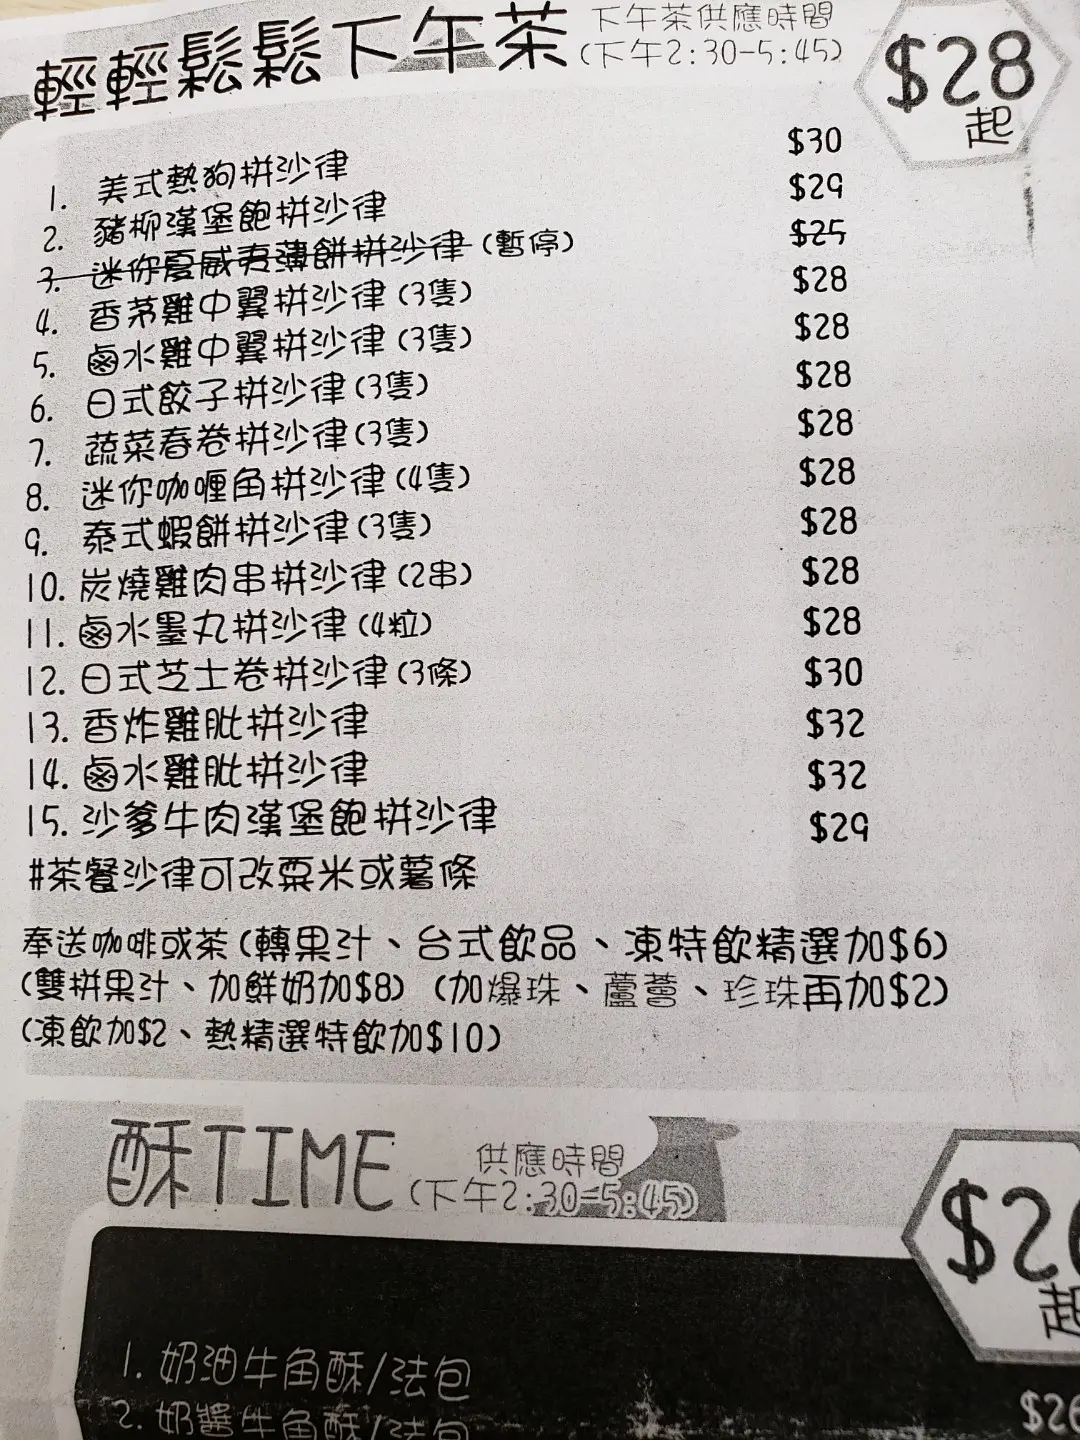 輕輕鬆鬆下午茶
下午茶供應時間
(下午2:30-5:45)
$28
起
1. 美式熱狗拼沙律 $30
2. 豬柳漢堡飽拼沙律 $29
3. 迷你夏威夷薄餅拼沙律 (暫停) $25
4. 香茅雞中翼拼沙律 (3隻) $28
5. 鹵水雞中翼拼沙律 (3隻) $28
6. 日式餃子拼沙律 (3隻) $28
7. 蔬菜春卷拼沙律 (3隻) $28
8. 迷你咖喱角拼沙律 (4隻) $28
9. 泰式蝦餅拼沙律 (3隻) $28
10. 炭燒雞肉串拼沙律 (2串) $28
11. 鹵水墨丸拼沙律 (4粒) $28
12. 日式芝士卷拼沙律 (3條) $30
13. 香炸雞肶拼沙律 $32
14. 鹵水雞肶拼沙律 $32
15. 沙爹牛肉漢堡飽拼沙律 $29
#茶餐沙律可改粟米或薯條
奉送咖啡或茶(轉果汁、台式飲品、凍特飲精選加$6)
(雙拼果汁、加鮮奶加$8) (加爆珠、蘆薈、珍珠再加$2)
(凍飲加$2、熱精選特飲加$10)
酥TIME
供應時間
(下午2:30-5:45)
$26
起
1. 奶油牛角酥/法包
2. 奶醬牛角酥/法包 $26